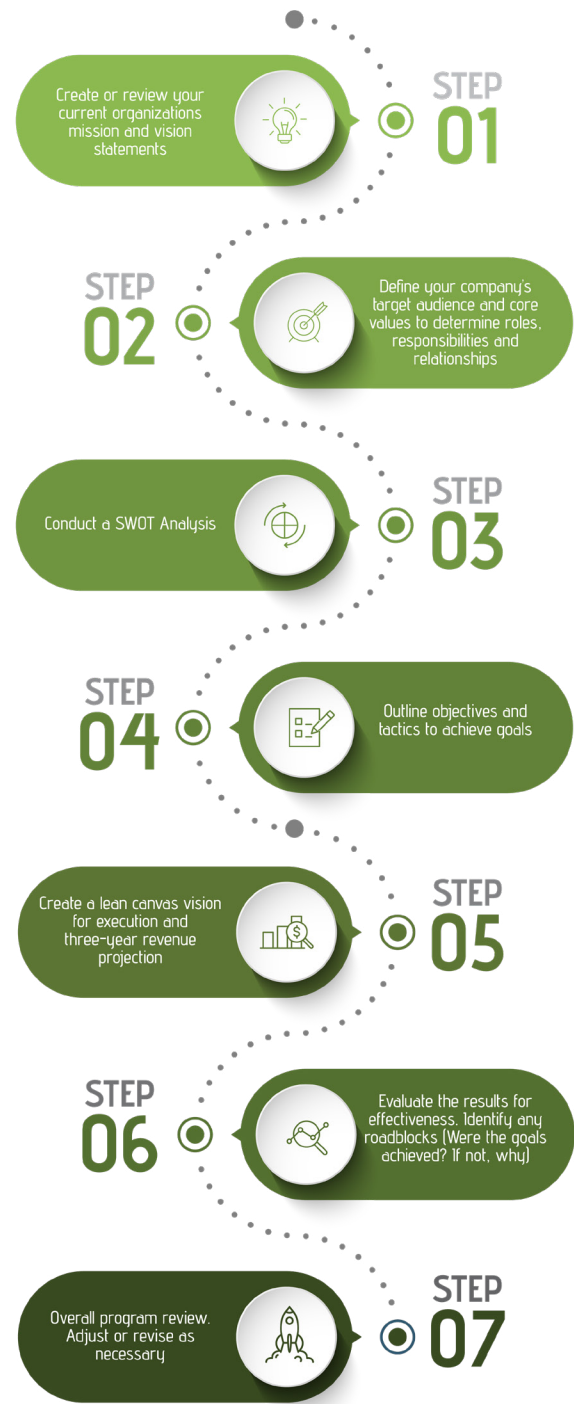 STEP
01
Create or review your
current organizations
mission and vision
statements
STEP
02
Define your company's
target audience and core
values to determine roles,
responsibilities and
relationships
STEP
03
Conduct a SWOT Analysis
STEP
04
Outline objectives and
tactics to achieve goals
STEP
05
Create a lean canvas vision
for execution and
three-year revenue
projection
$
STEP
06
Evaluate the results for
effectiveness. Identify any
roadblocks (Were the goals
achieved? If not, why)
STEP
07
Overall program review.
Adjust or revise as
necessary